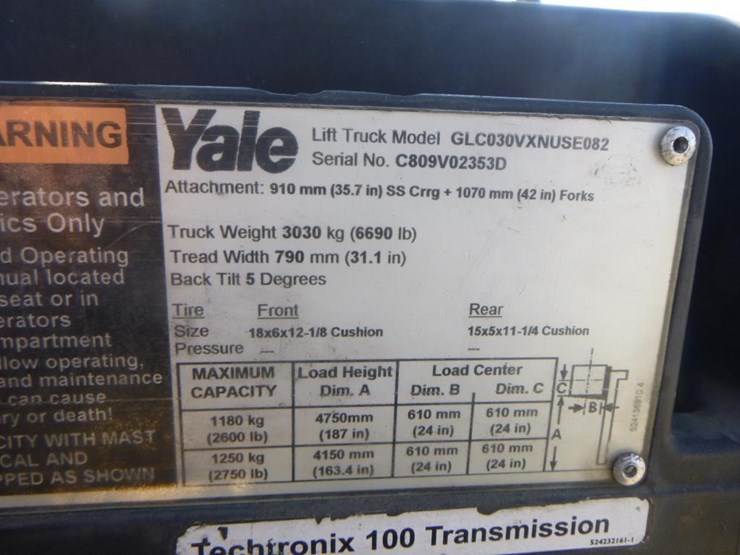 ARNING
erators and
ics Only
d Operating
nual located
seat or in
erators
mpartment
llow operating,
and maintenance
can cause
ry or death!
CITY WITH MAST
CAL AND
PPED AS SHOWN
Yale
Lift Truck Model GLC030VXNUSE082
Serial No. C809V02353D
Attachment: 910 mm (35.7 in) SS Crrg + 1070 mm (42 in) Forks
Truck Weight 3030 kg (6690 lb)
Tread Width 790 mm (31.1 in)
Back Tilt 5 Degrees
Tire Front Rear
Size 18x6x12-1/8 Cushion 15x5x11-1/4 Cushion
Pressure --- ---
MAXIMUM Load Height Load Center
CAPACITY Dim. A Dim. B Dim. C
1180 kg 4750mm 610 mm 610 mm
(2600 lb) (187 in) (24 in) (24 in)
1250 kg 4150 mm 610 mm 610 mm
(2750 lb) (163.4 in) (24 in) (24 in)
C
B
A
Techtronix 100 Transmission
524232161-1